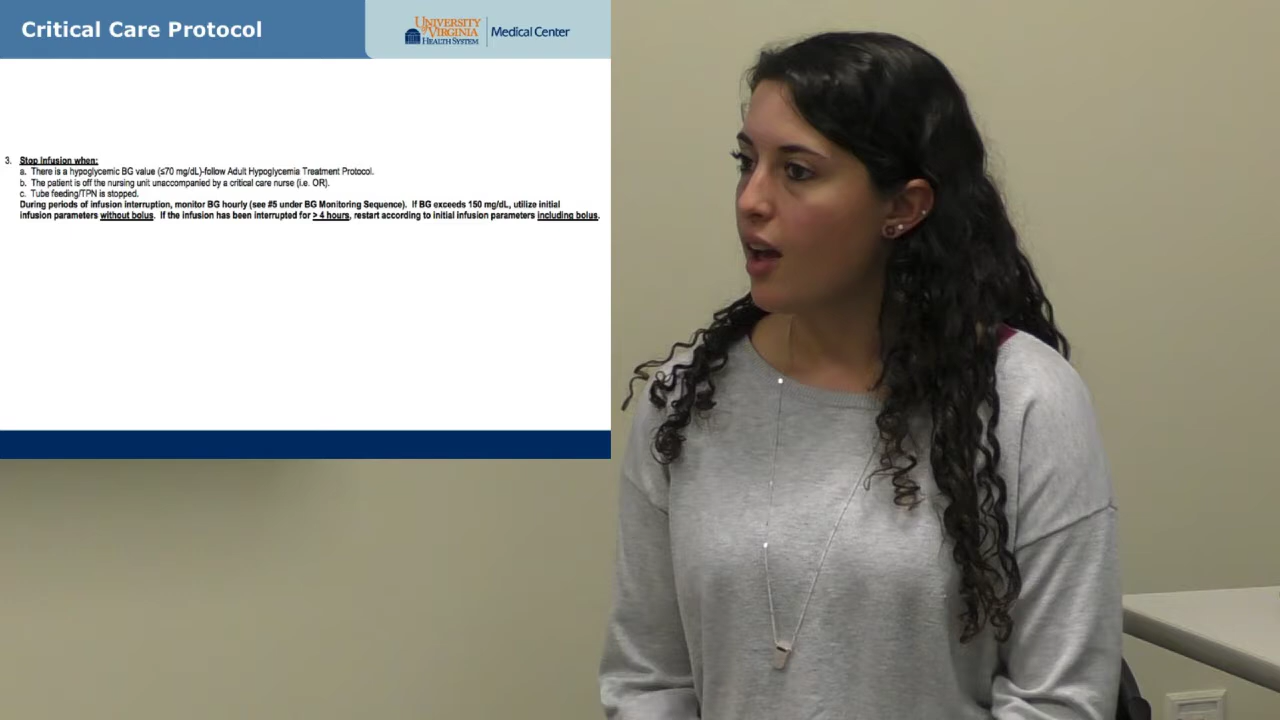 Critical Care Protocol
UNIVERSITY
of VIRGINIA
HEALTH SYSTEM
Medical Center
3. Stop Infusion when:
a. There is a hypoglycemic BG value (≤70 mg/dL)-follow Adult Hypoglycemia Treatment Protocol.
b. The patient is off the nursing unit unaccompanied by a critical care nurse (i.e. OR).
c. Tube feeding/TPN is stopped.
During periods of infusion interruption, monitor BG hourly (see #5 under BG Monitoring Sequence). If BG exceeds 150 mg/dL, utilize initial
infusion parameters without bolus. If the infusion has been interrupted for > 4 hours, restart according to initial infusion parameters including bolus.